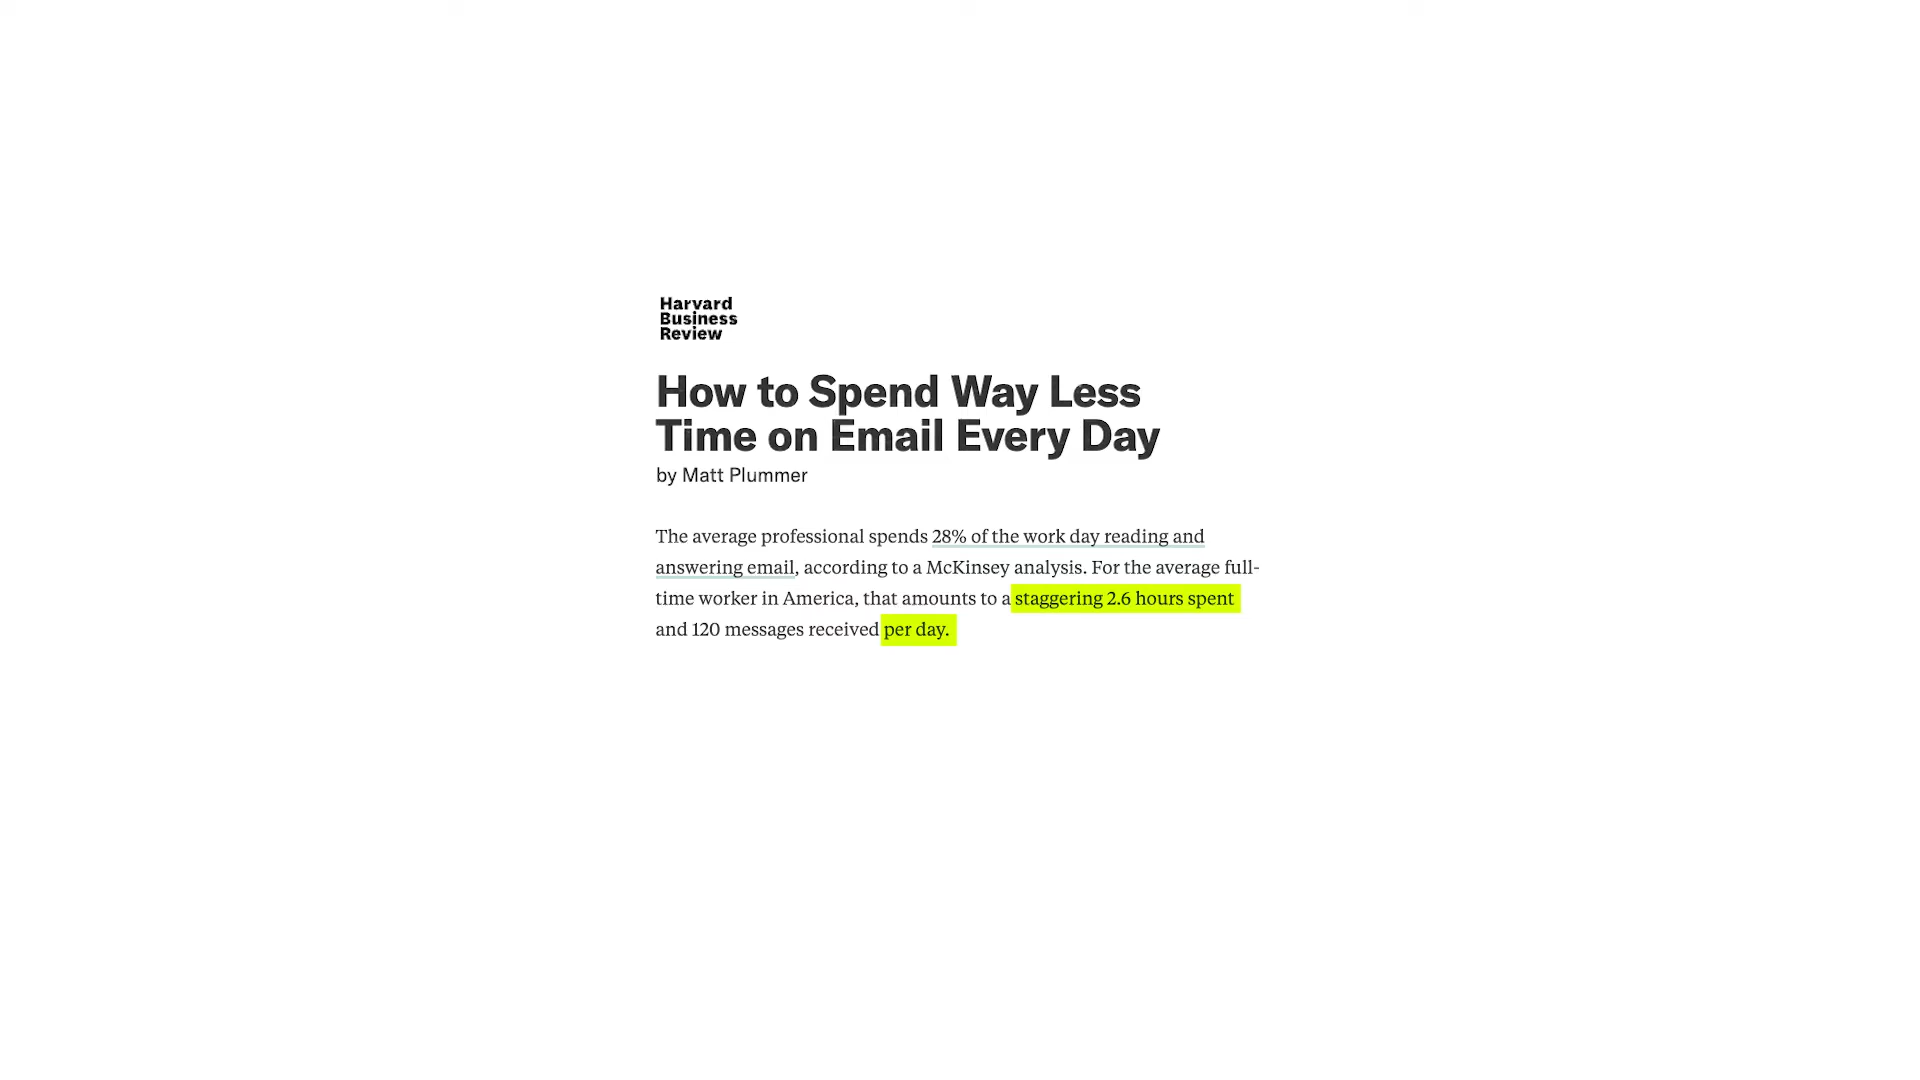 Harvard
Business
Review
How to Spend Way Less
Time on Email Every Day
by Matt Plummer
The average professional spends 28% of the work day reading and
answering email, according to a McKinsey analysis. For the average full-
time worker in America, that amounts to a staggering 2.6 hours spent
and 120 messages received per day.